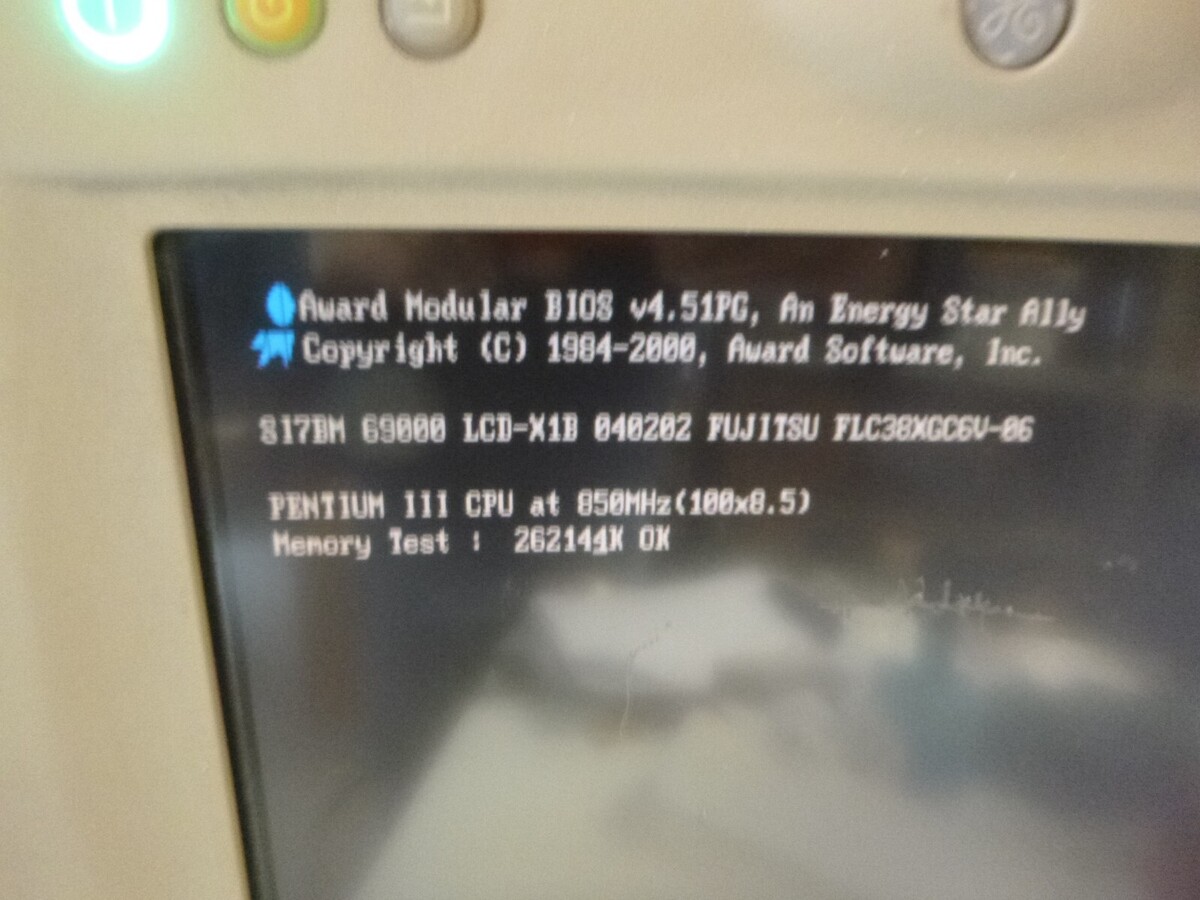 Award Modular BIOS v4.51PG, An Energy Star Ally
Copyright (C) 1984-2000, Award Software, Inc.
S17BM 69000 LCD-X1B 040202 FUJITSU FLC38XGC6V-06
PENTIUM III CPU at 850MHz(100x8.5)
Memory Test : 262144K OK